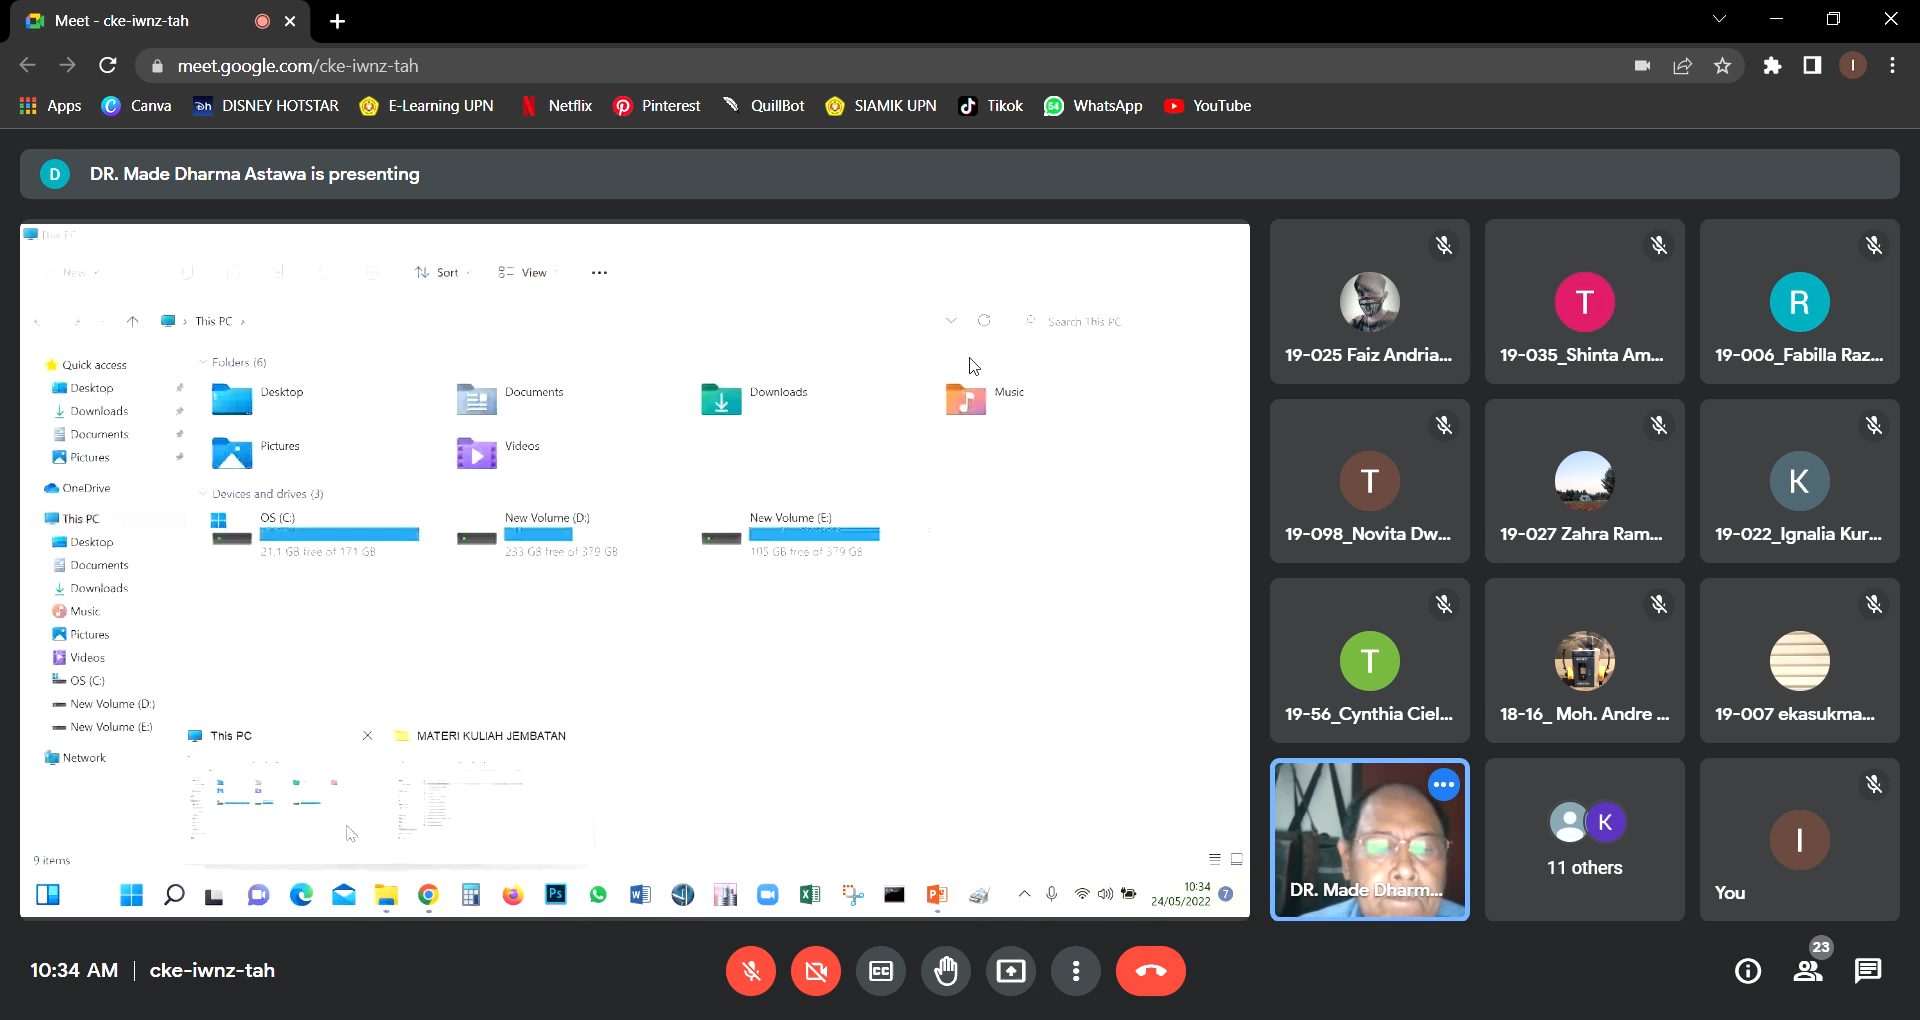 Meet - cke-iwnz-tah
meet.google.com/cke-iwnz-tah
I
Apps Canva DISNEY HOTSTAR E-Learning UPN Netflix Pinterest QuillBot SIAMIK UPN Tikok WhatsApp YouTube
D DR. Made Dharma Astawa is presenting
This PC
New Sort View
This PC Search This PC
Quick access
Desktop
Downloads
Documents
Pictures
OneDrive
This PC
Desktop
Documents
Downloads
Music
Pictures
Videos
OS (C:)
New Volume (D:)
New Volume (E:)
Network
Folders (6)
Desktop Documents Downloads Music
Pictures Videos
Devices and drives (3)
OS (C:) New Volume (D:) New Volume (E:)
21,1 GB free of 171 GB 233 GB free of 379 GB 105 GB free of 379 GB
This PC MATERI KULIAH JEMBATAN
9 items
10:34
24/05/2022
7
19-025 Faiz Andria...
T
19-035_Shinta Am...
R
19-006_Fabilla Raz...
T
19-098_Novita Dw...
19-027 Zahra Ram...
K
19-022_Ignalia Kur...
T
19-56_Cynthia Ciel...
18-16_ Moh. Andre ...
19-007 ekasukma...
DR. Made Dharm...
K
11 others
I
You
10:34 AM | cke-iwnz-tah
CC
23